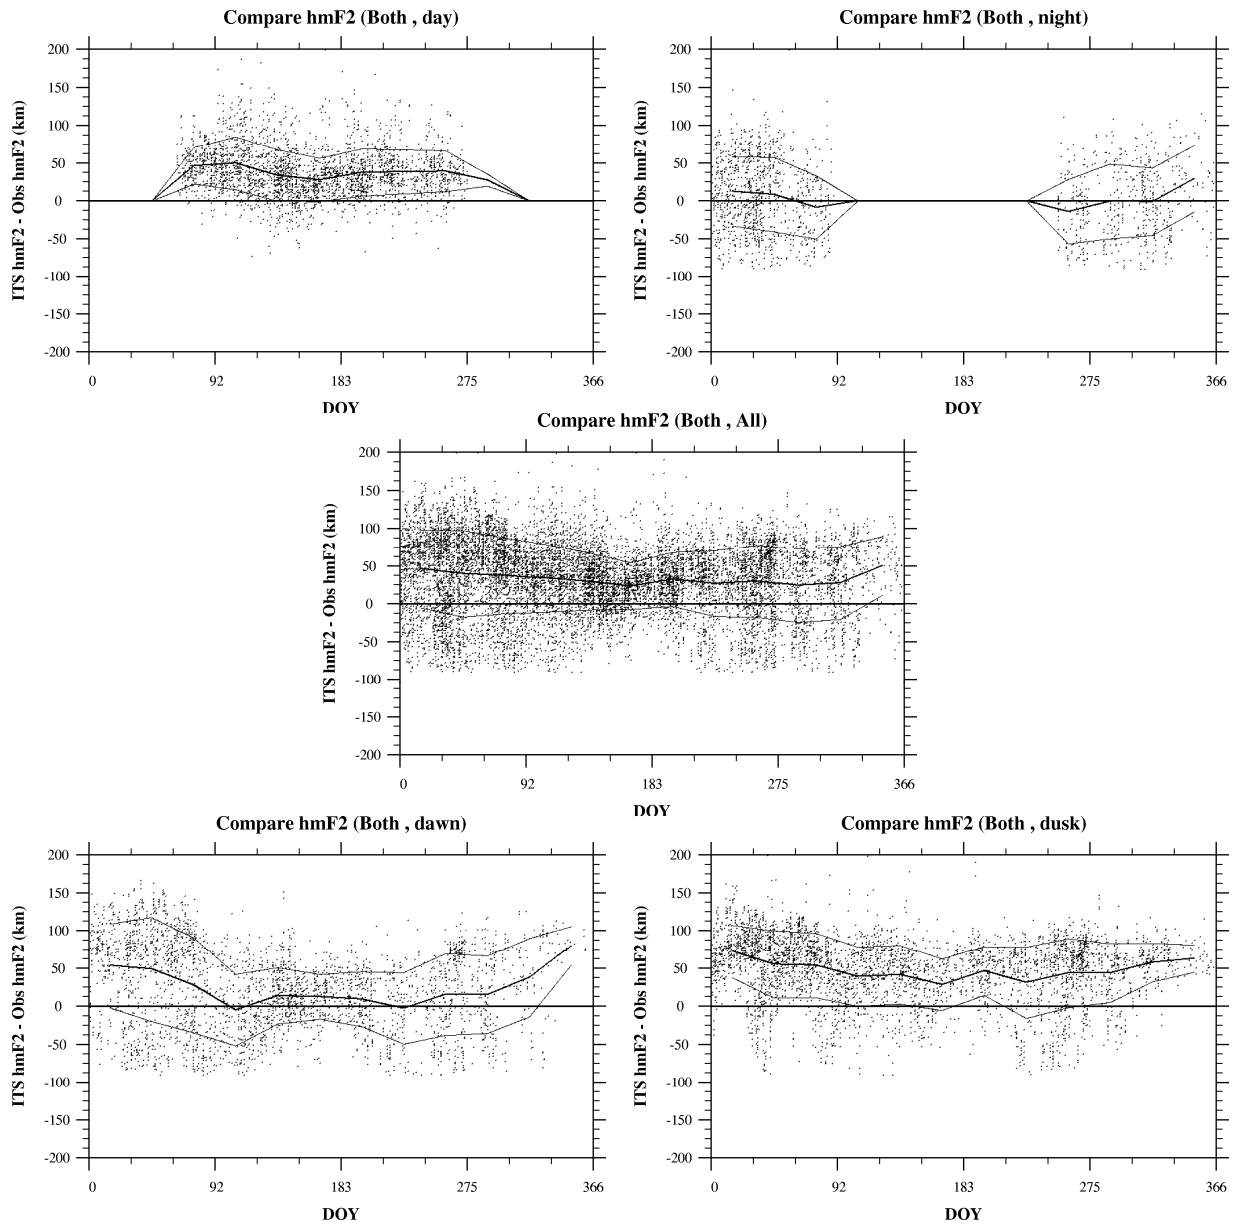 Compare hmF2 (Both , day)
200
150
100
50
0
-50
-100
-150
-200
ITS hmF2 - Obs hmF2 (km)
0 92 183 275 366
DOY
Compare hmF2 (Both , night)
200
150
100
50
0
-50
-100
-150
-200
ITS hmF2 - Obs hmF2 (km)
0 92 183 275 366
DOY
Compare hmF2 (Both , All)
200
150
100
50
0
-50
-100
-150
-200
ITS hmF2 - Obs hmF2 (km)
0 92 183 275 366
DOY
Compare hmF2 (Both , dawn)
200
150
100
50
0
-50
-100
-150
-200
ITS hmF2 - Obs hmF2 (km)
0 92 183 275 366
DOY
Compare hmF2 (Both , dusk)
200
150
100
50
0
-50
-100
-150
-200
ITS hmF2 - Obs hmF2 (km)
0 92 183 275 366
DOY